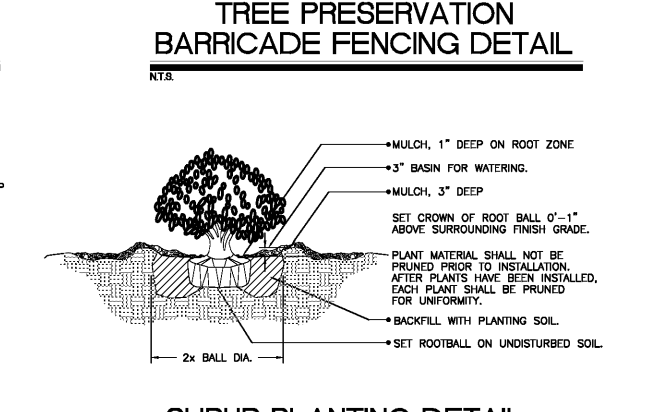 TREE PRESERVATION
BARRICADE FENCING DETAIL
N.T.S.
MULCH, 1" DEEP ON ROOT ZONE
3" BASIN FOR WATERING.
MULCH, 3" DEEP
SET CROWN OF ROOT BALL 0'-1"
ABOVE SURROUNDING FINISH GRADE.
PLANT MATERIAL SHALL NOT BE
PRUNED PRIOR TO INSTALLATION.
AFTER PLANTS HAVE BEEN INSTALLED,
EACH PLANT SHALL BE PRUNED
FOR UNIFORMITY.
BACKFILL WITH PLANTING SOIL.
SET ROOTBALL ON UNDISTURBED SOIL.
2x BALL DIA.
SHRUB PLANTING DETAIL